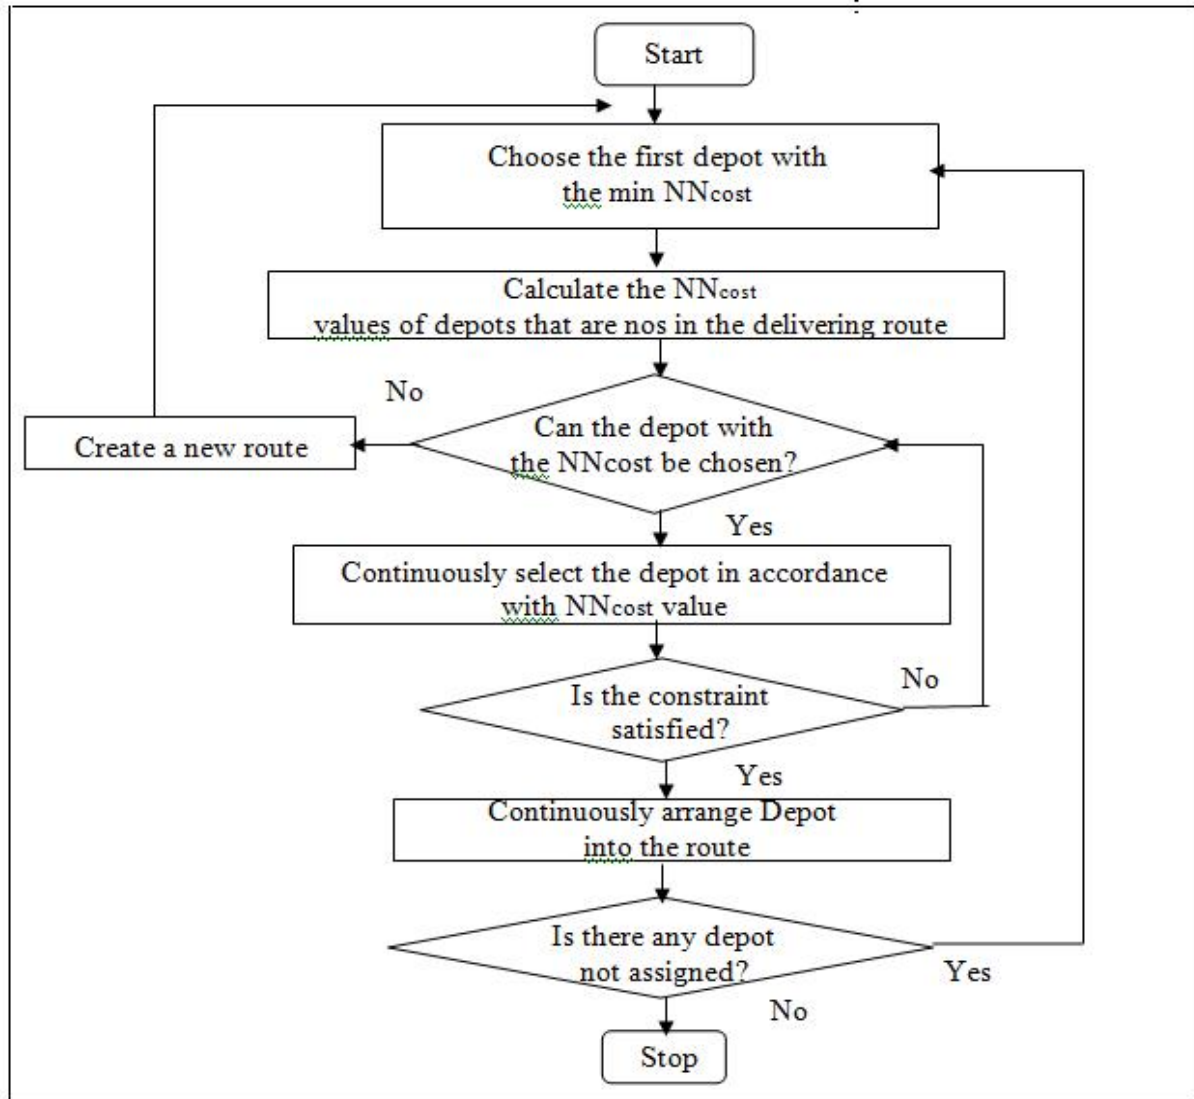 Start
Choose the first depot with
the min NNcost
Calculate the NNcost
values of depots that are nos in the delivering route
No
Can the depot with
the NNcost be chosen?
Create a new route
Yes
Continuously select the depot in accordance
with NNcost value
No
Is the constraint
satisfied?
Yes
Continuously arrange Depot
into the route
Is there any depot
not assigned?
Yes
No
Stop